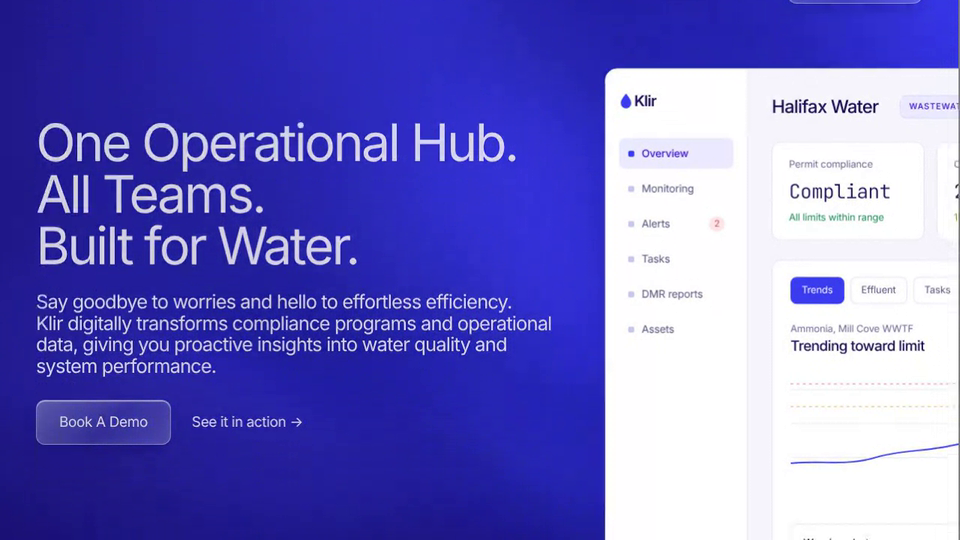 One Operational Hub.
All Teams.
Built for Water.
Say goodbye to worries and hello to effortless efficiency.
Klir digitally transforms compliance programs and operational
data, giving you proactive insights into water quality and
system performance.
Book A Demo
See it in action →
Klir
Overview
Monitoring
Alerts
2
Tasks
DMR reports
Assets
Halifax Water
Permit compliance
Compliant
All limits within range
Trends
Effluent
Tasks
Ammonia, Mill Cove WWTF
Trending toward limit